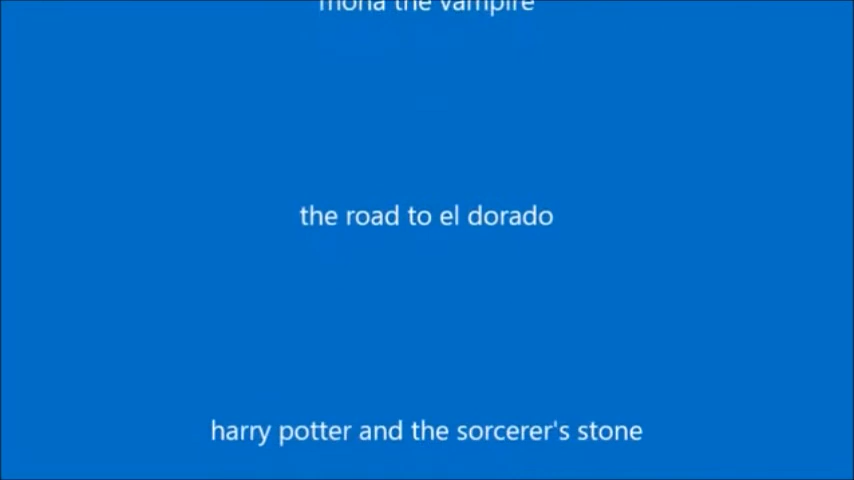 mona the vampire
the road to el dorado
harry potter and the sorcerer's stone